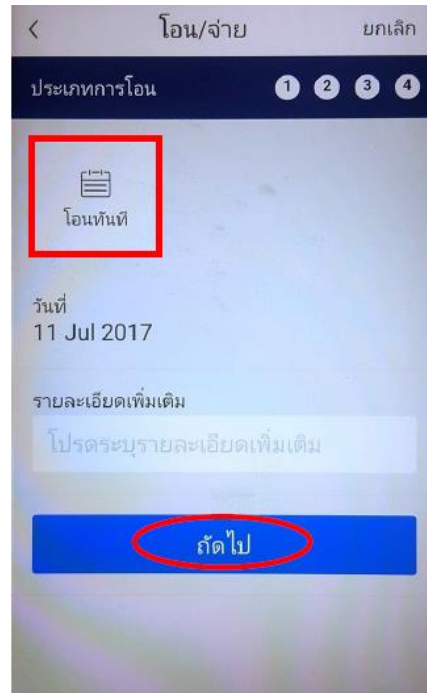 < โอน/จ่าย ยกเลิก
ประเภทการโอน 1 2 3 4
โอนทันที
วันที่
11 Jul 2017
รายละเอียดเพิ่มเติม
โปรดระบุรายละเอียดเพิ่มเติม
ถัดไป